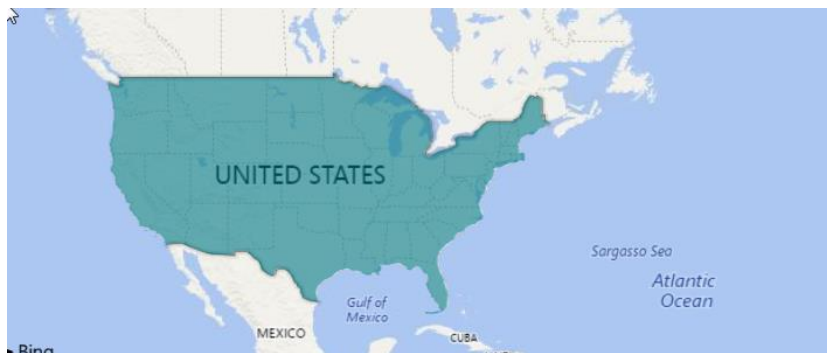 UNITED STATES
Sargasso Sea
Atlantic
Ocean
Gulf of
Mexico
MEXICO
CUBA
Bing